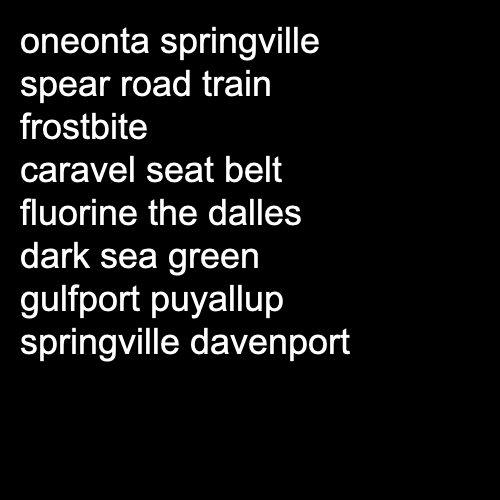 oneonta springville
spear road train
frostbite
caravel seat belt
fluorine the dalles
dark sea green
gulfport puyallup
springville davenport